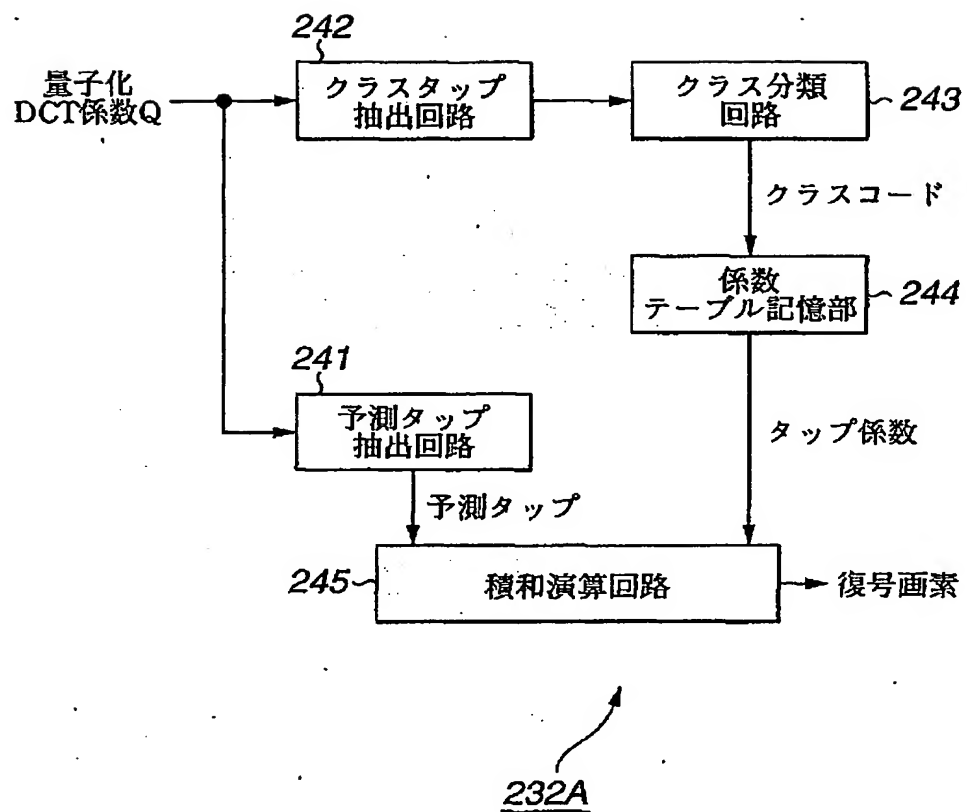 242
量子化
DCT係数Q
クラスタップ
抽出回路
クラス分類
回路
243
クラスコード
係数
テーブル記憶部
244
241
予測タップ
抽出回路
タップ係数
予測タップ
245
積和演算回路
復号画素
232A